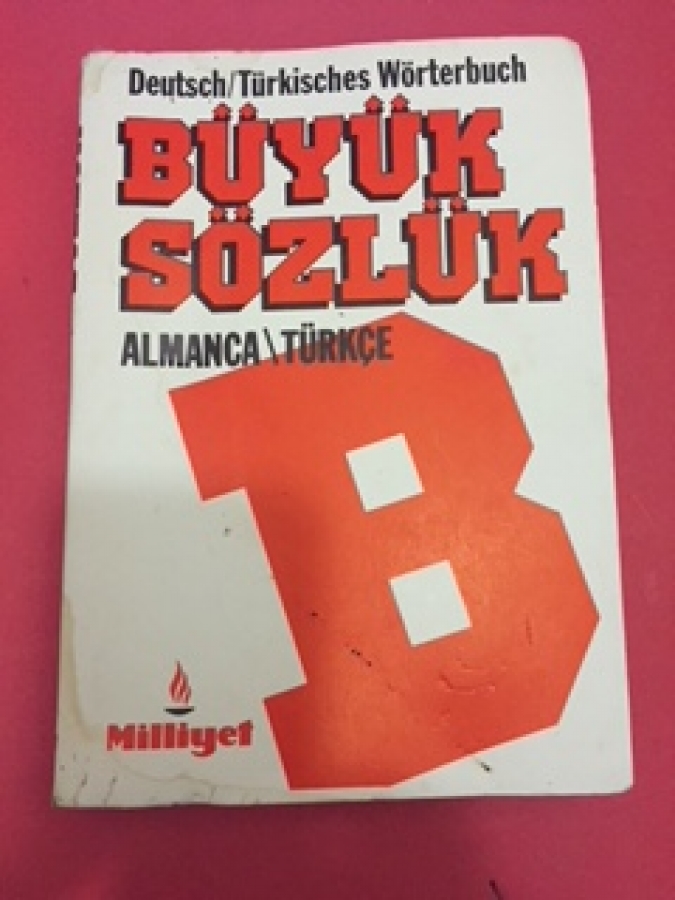 Deutsch/Türkisches Wörterbuch
BÜYÜK
SÖZLÜK
ALMANCA\TÜRKÇE
B
Milliyet